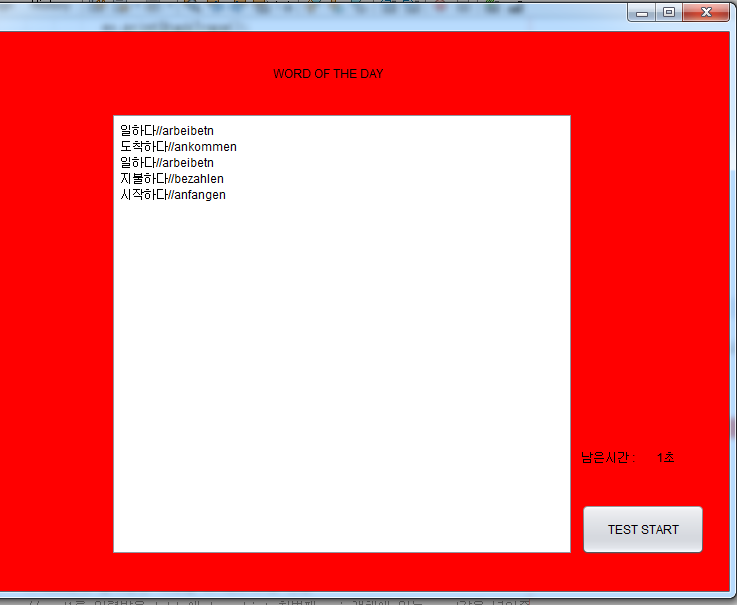 WORD OF THE DAY
일하다//arbeibetn
도착하다//ankommen
일하다//arbeibetn
지불하다//bezahlen
시작하다//anfangen
남은시간 : 1초
TEST START